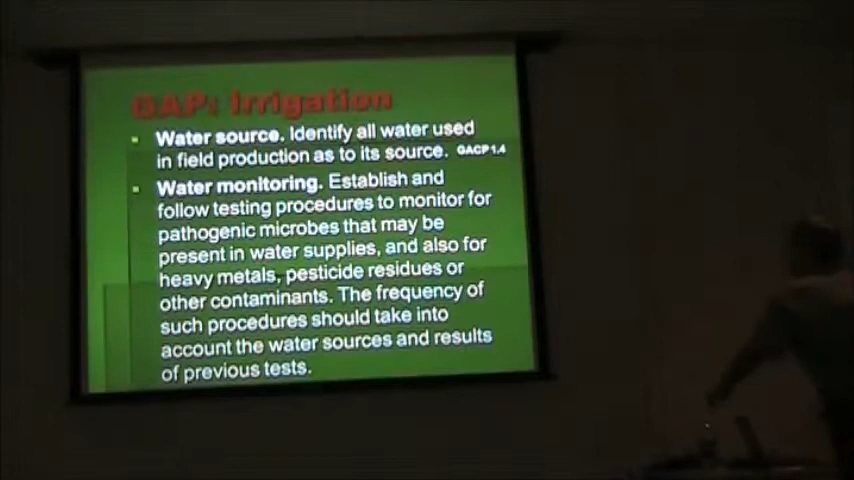 GAP: Irrigation
Water source. Identify all water used
in field production as to its source. GACP 1.4
Water monitoring. Establish and
follow testing procedures to monitor for
pathogenic microbes that may be
present in water supplies, and also for
heavy metals, pesticide residues or
other contaminants. The frequency of
such procedures should take into
account the water sources and results
of previous tests.